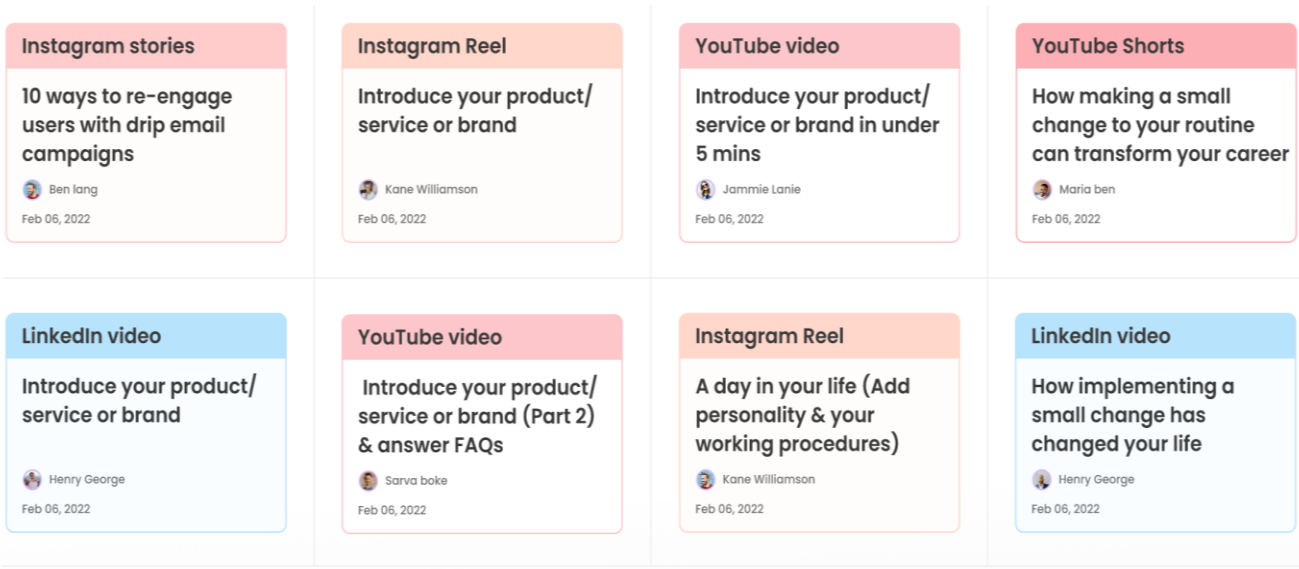 Instagram stories
10 ways to re-engage
users with drip email
campaigns
Ben lang
Feb 06, 2022
Instagram Reel
Introduce your product/
service or brand
Kane Williamson
Feb 06, 2022
YouTube video
Introduce your product/
service or brand in under
5 mins
Jammie Lanie
Feb 06, 2022
YouTube Shorts
How making a small
change to your routine
can transform your career
Maria ben
Feb 06, 2022
LinkedIn video
Introduce your product/
service or brand
Henry George
Feb 06, 2022
YouTube video
Introduce your product/
service or brand (Part 2)
& answer FAQs
Sarva boke
Feb 06, 2022
Instagram Reel
A day in your life (Add
personality & your
working procedures)
Kane Williamson
Feb 06, 2022
LinkedIn video
How implementing a
small change has
changed your life
Henry George
Feb 06, 2022